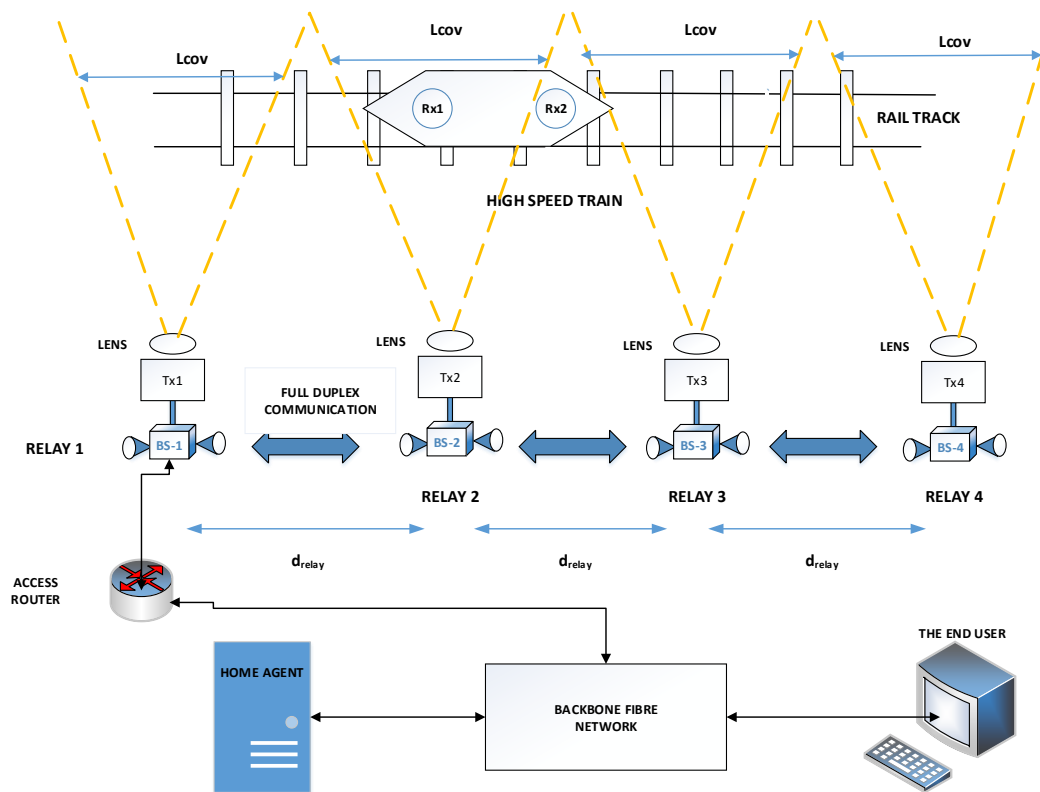 Lcov
Lcov
Lcov
Lcov
Rx1
Rx2
RAIL TRACK
HIGH SPEED TRAIN
LENS
LENS
LENS
LENS
Tx1
Tx2
Tx3
Tx4
FULL DUPLEX
COMMUNICATION
RELAY 1
BS-1
BS-2
BS-3
BS-4
RELAY 2
RELAY 3
RELAY 4
drelay
drelay
drelay
ACCESS
ROUTER
THE END USER
HOME AGENT
BACKBONE FIBRE
NETWORK